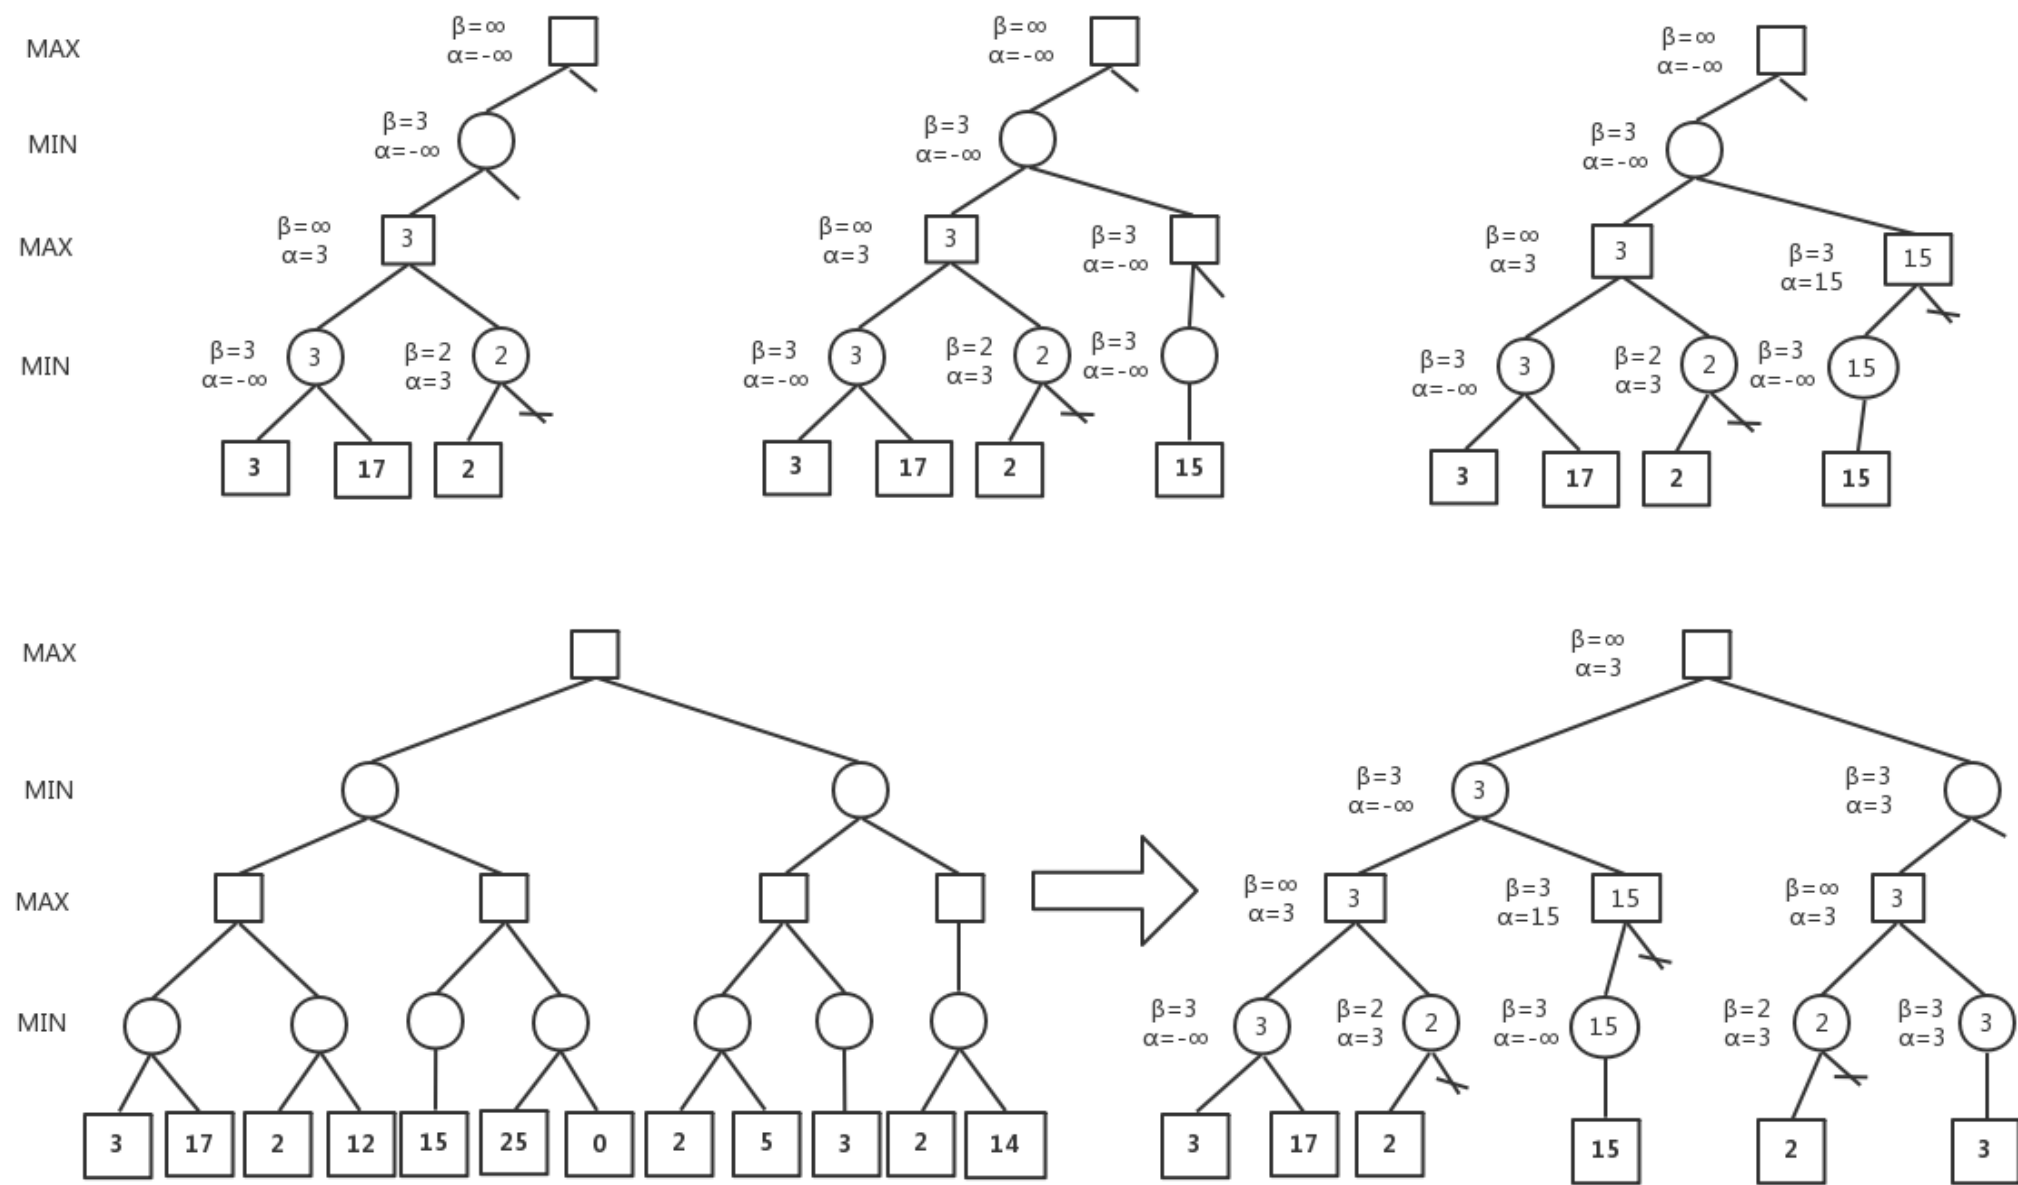 MAX β=∞ β=∞ β=∞
α=-∞ α=-∞ α=-∞
MIN β=3 β=3 β=3
α=-∞ α=-∞ α=-∞
MAX β=∞ 3 β=∞ 3 β=3 β=∞ 3 β=3 15
α=3 α=3 α=-∞ α=3 α=15
MIN β=3 3 β=2 2 β=3 3 β=2 2 β=3 β=3 3 β=2 2 β=3 15
α=-∞ α=3 α=-∞ α=3 α=-∞ α=-∞ α=3 α=-∞
3 17 2 3 17 2 15 3 17 2 15
MAX β=∞
α=3
MIN β=3 3 β=3
α=-∞ α=3
MAX β=∞ 3 β=3 15 β=∞ 3
α=3 α=15 α=3
MIN β=3 3 β=2 2 β=3 15 β=2 2 β=3 3
α=-∞ α=3 α=-∞ α=3 α=3
3 17 2 12 15 25 0 2 5 3 2 14 3 17 2 15 2 3